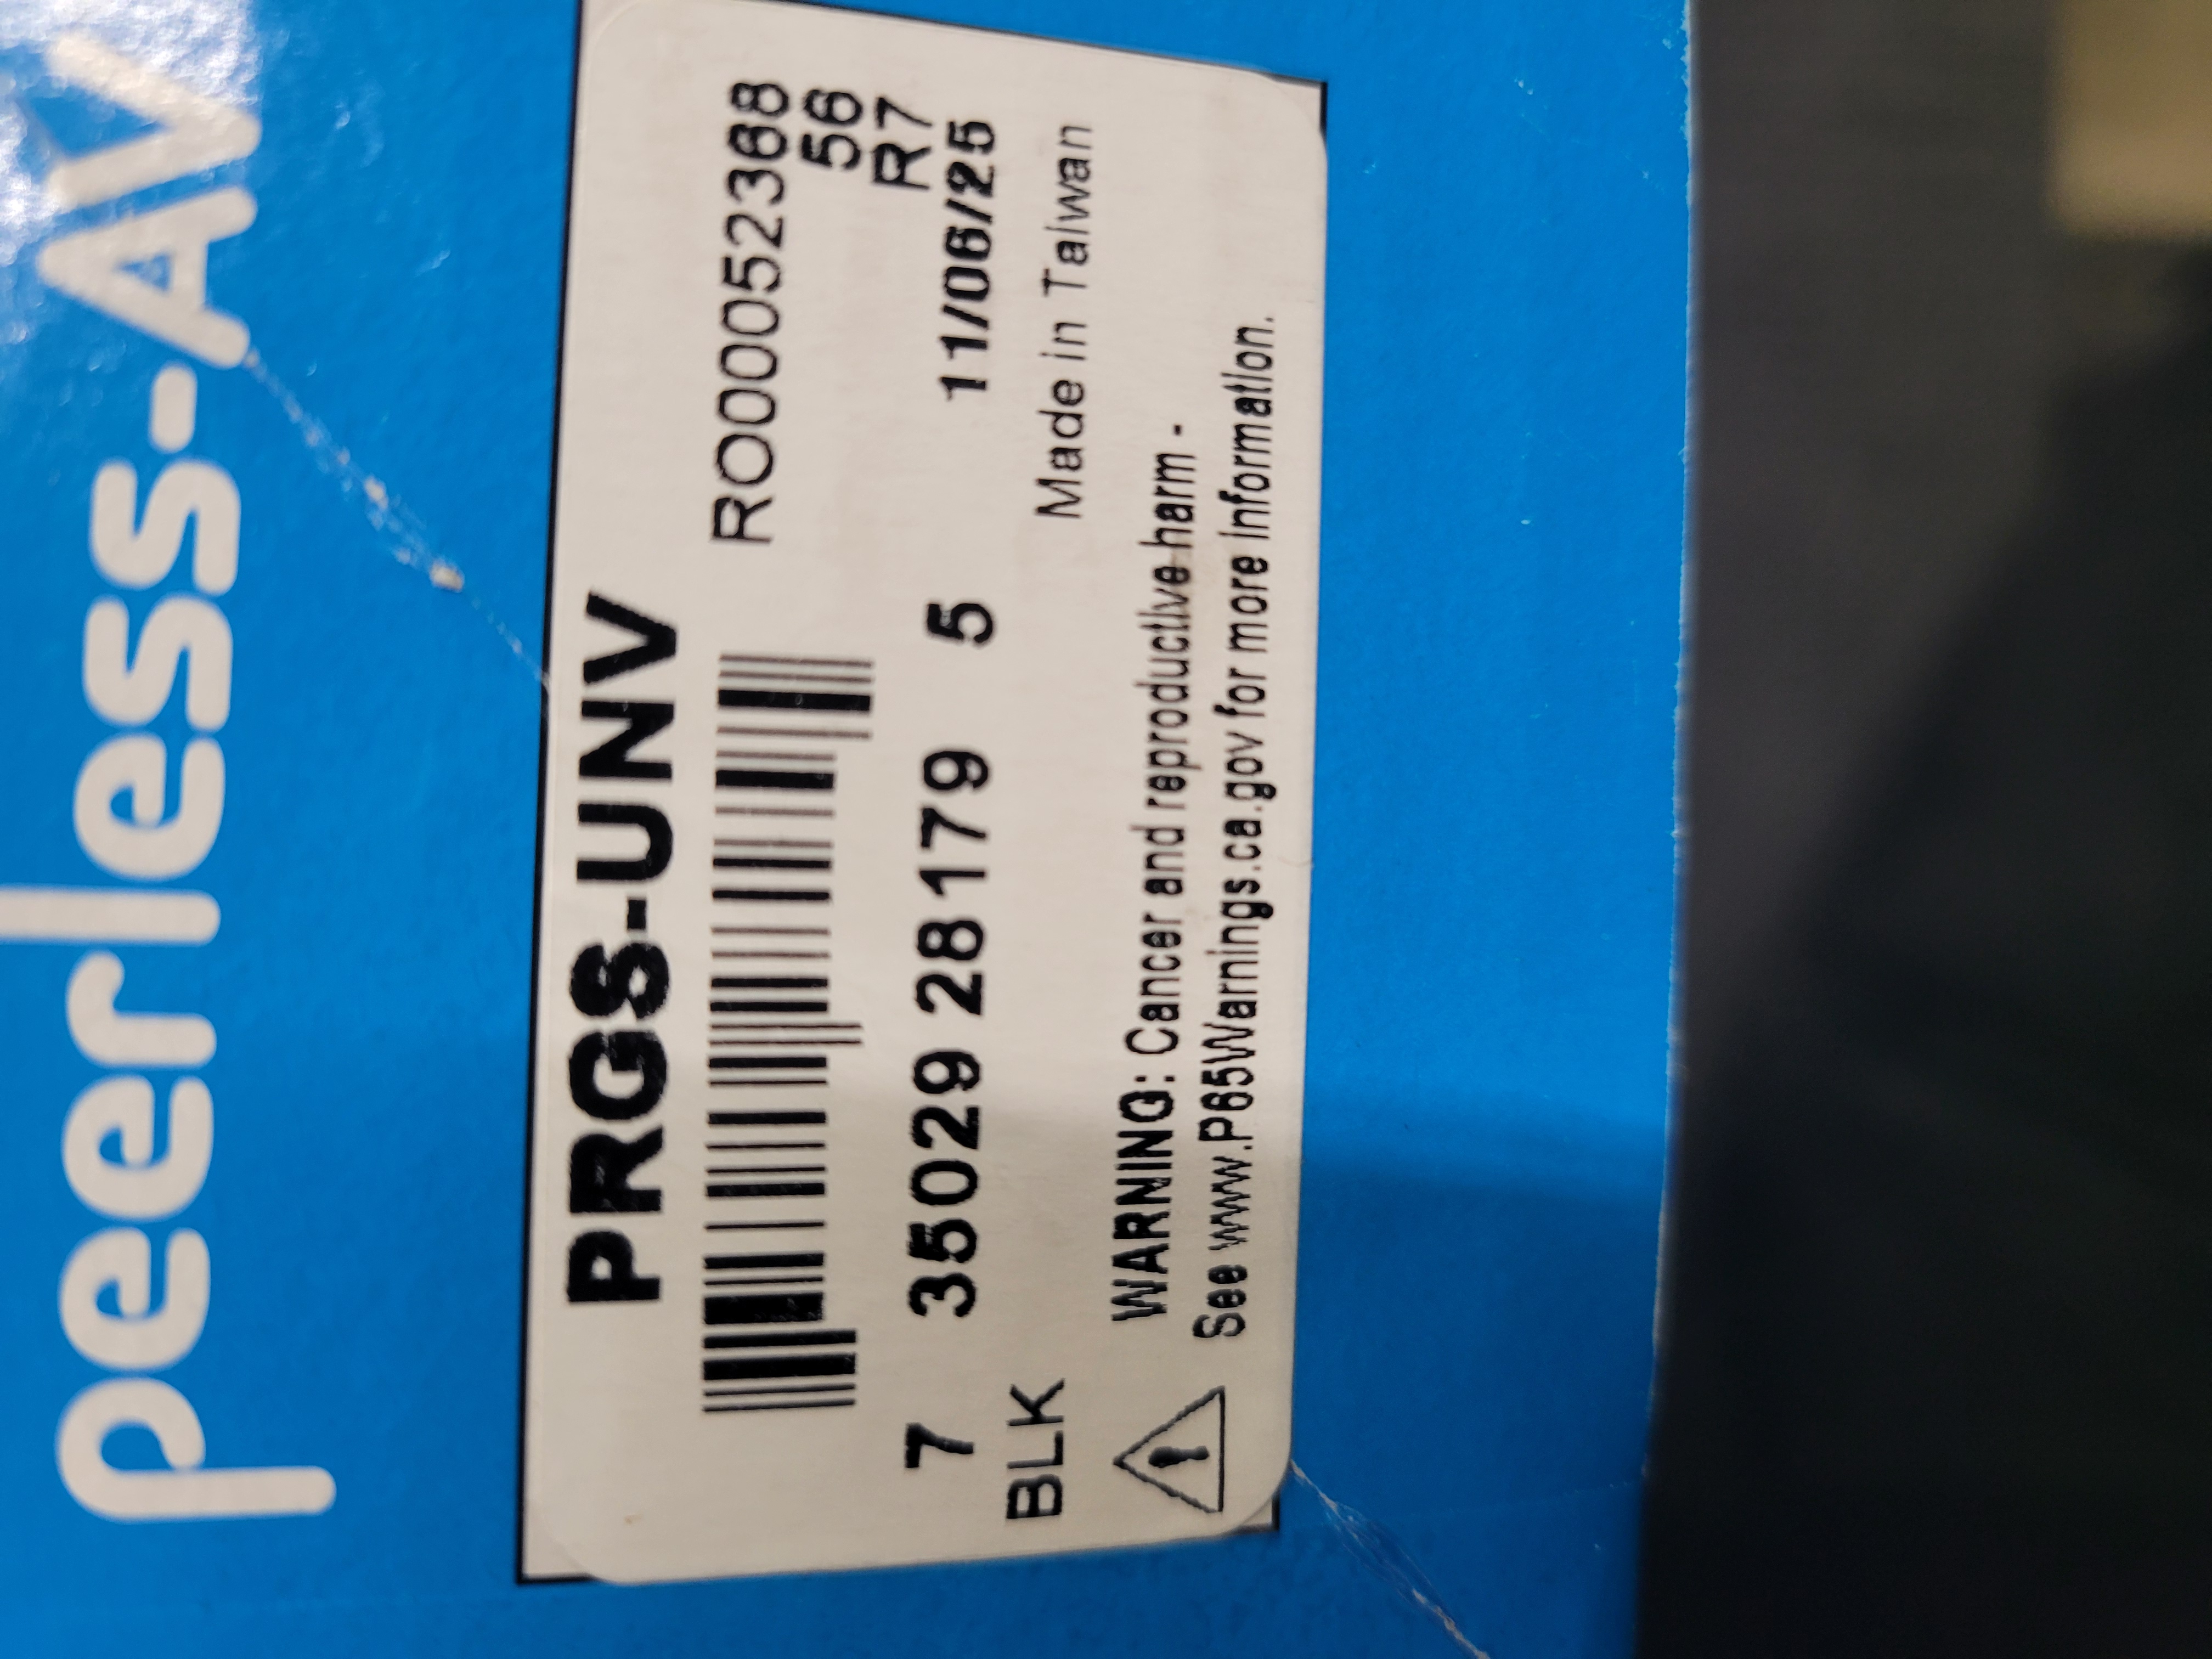 peerless-AV
PRGS-UNV
RO00052368
56
R7
7 35029 28179 5
11/06/25
BLK
Made in Taiwan
WARNING: Cancer and reproductive harm -
See www.P65Warnings.ca.gov for more information.